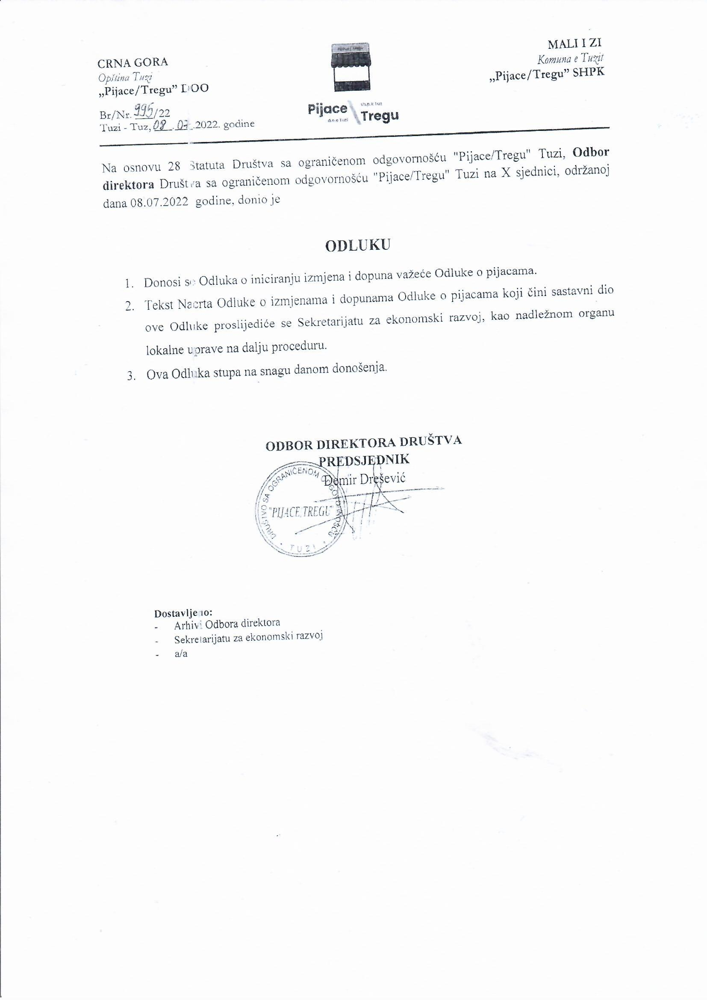 CRNA GORA
Opština Tuzi
„Pijace/Tregu” DOO
Br/Nr. 995/22
Tuzi - Tuz, 08.07.2022. godine
Pijace
d.o.o Tuzi
sh.p.k Tuz
Tregu
MALI I ZI
Komuna e Tuzit
„Pijace/Tregu” SHPK
Na osnovu 28 Statuta Društva sa ograničenom odgovornošću "Pijace/Tregu" Tuzi, Odbor
direktora Društva sa ograničenom odgovornošću "Pijace/Tregu" Tuzi na X sjednici, održanoj
dana 08.07.2022 godine, donio je
ODLUKU
1. Donosi se Odluka o iniciranju izmjena i dopuna važeće Odluke o pijacama.
2. Tekst Nacrta Odluke o izmjenama i dopunama Odluke o pijacama koji čini sastavni dio
ove Odluke proslijediće se Sekretarijatu za ekonomski razvoj, kao nadležnom organu
lokalne uprave na dalju proceduru.
3. Ova Odluka stupa na snagu danom donošenja.
ODBOR DIREKTORA DRUŠTVA
PREDSJEDNIK
Demir Drešević
DRUŠTVO SA OGRANIČENOM ODGOVORNOŠĆU
"PIJACE/TREGU"
TUZI
Dostavljeno:
- Arhivi Odbora direktora
- Sekretarijatu za ekonomski razvoj
- a/a